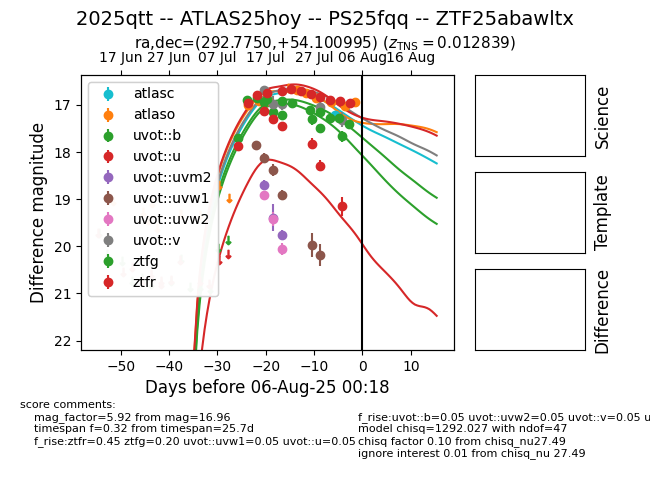 2025qtt -- ATLAS25hoy -- PS25fqq -- ZTF25abawltx
ra,dec=(292.7750,+54.100995) (zTNS = 0.012839)
17 Jun 27 Jun 07 Jul 17 Jul 27 Jul 06 Aug 16 Aug
atlasc
atlaso
uvot::b
uvot::u
uvot::uvm2
uvot::uvw1
uvot::uvw2
uvot::v
ztfg
ztfr
17
18
19
20
21
22
Difference magnitude
−50 −40 −30 −20 −10 0 10
Days before 06-Aug-25 00:18
Science
Template
Difference
score comments:
mag_factor=5.92 from mag=16.96
timespan f=0.32 from timespan=25.7d
f_rise:ztfr=0.45 ztfg=0.20 uvot::uvw1=0.05 uvot::u=0.05
f_rise:uvot::b=0.05 uvot::uvw2=0.05 uvot::v=0.05 u
model chisq=1292.027 with ndof=47
chisq factor 0.10 from chisq_nu27.49
ignore interest 0.01 from chisq_nu 27.49